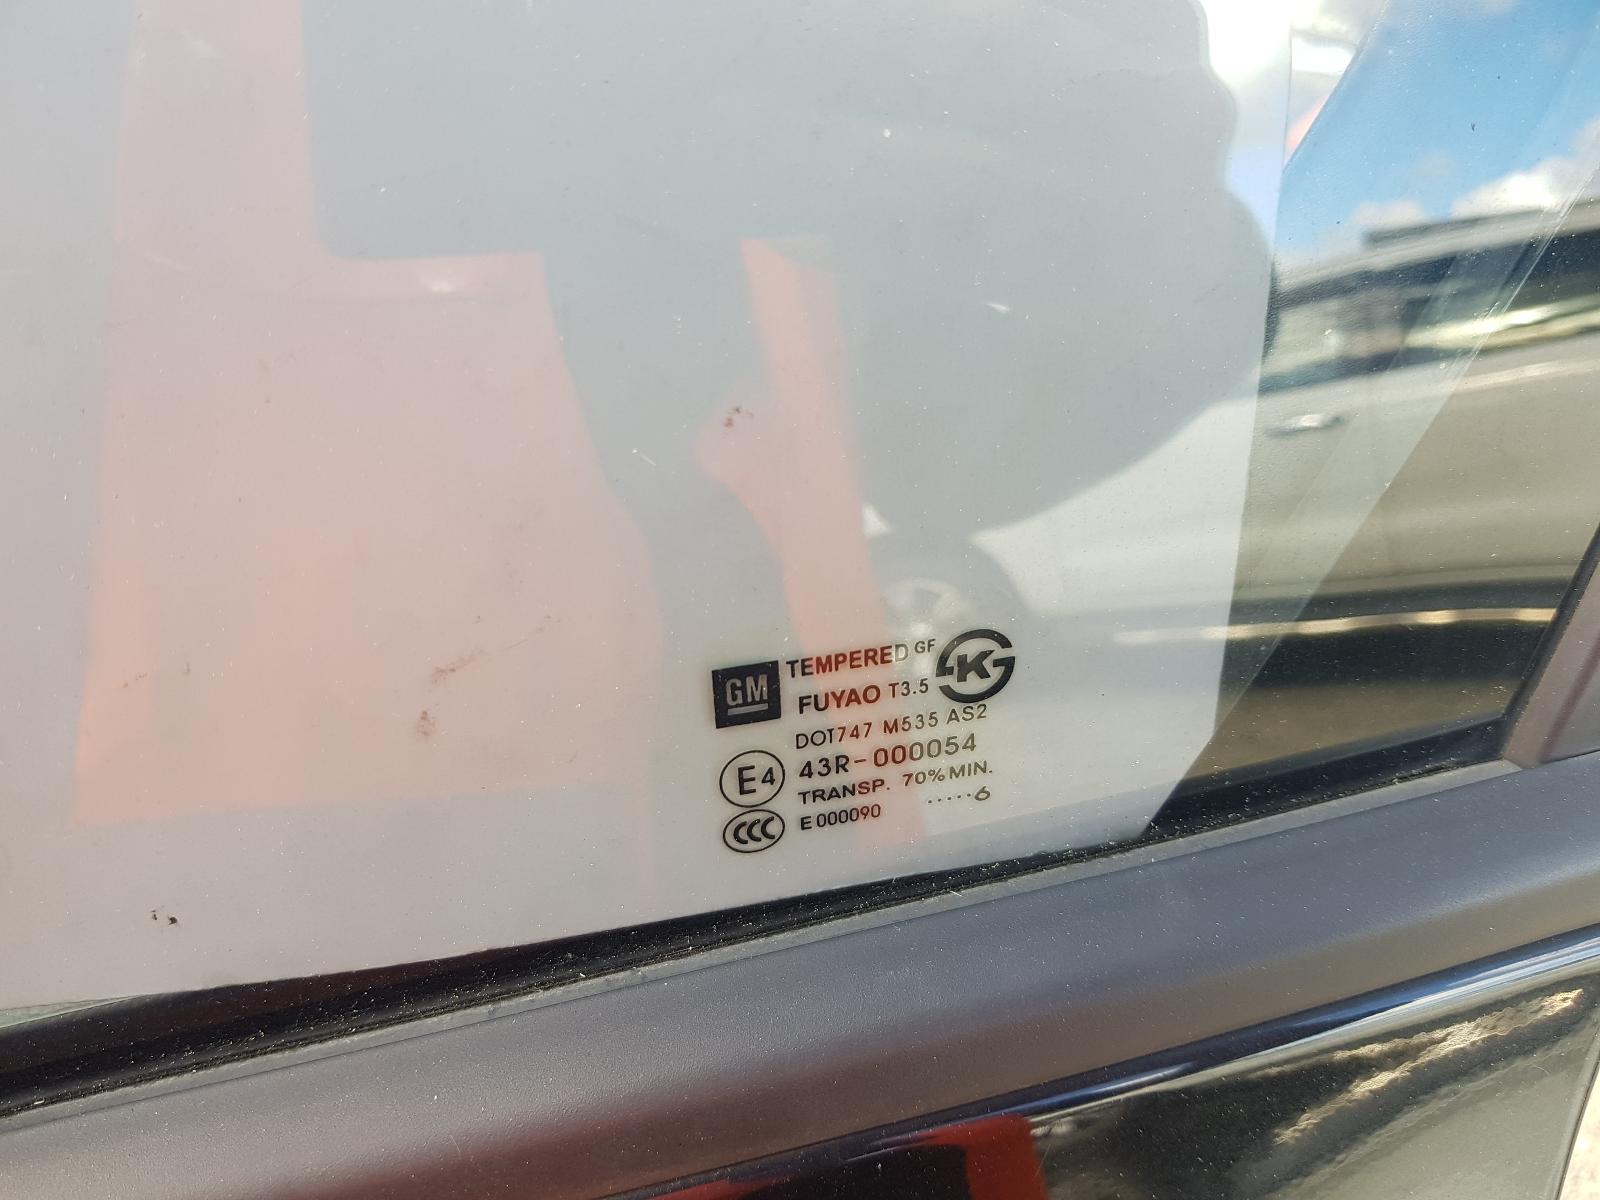 GM TEMPERED GF
FUYAO T3.5 K
DOT747 M535 AS2
E4 43R-000054
TRANSP. 70% MIN.
CCC E000090 .....6